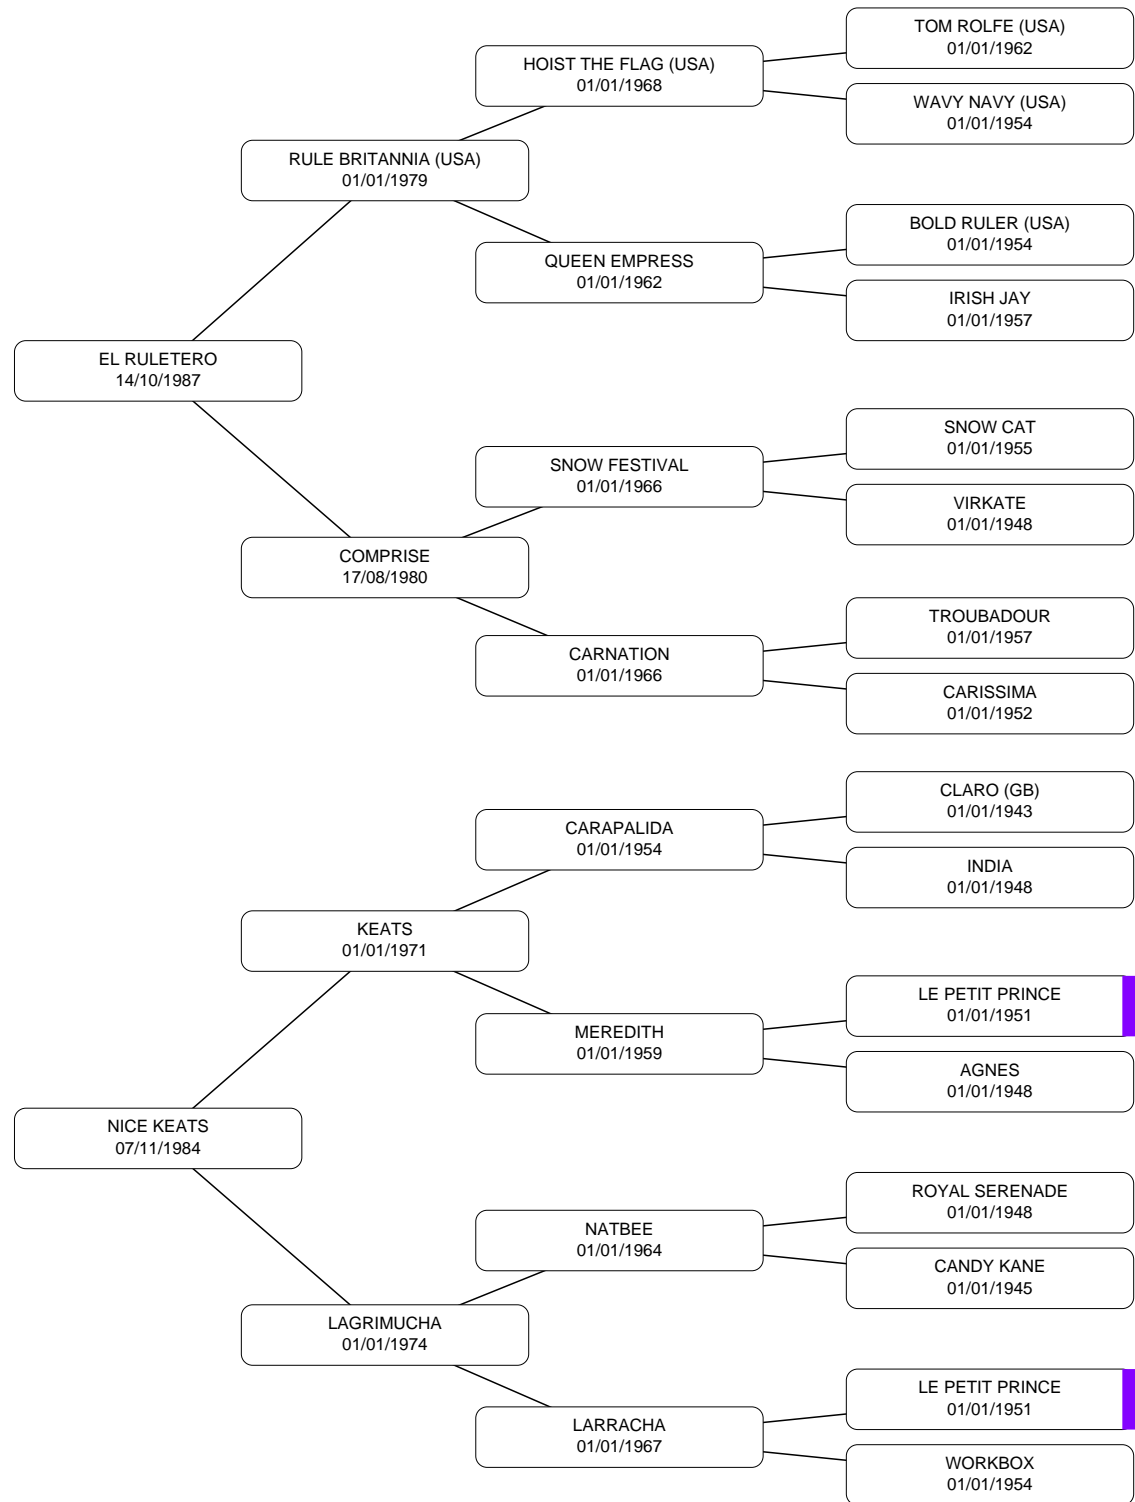 TOM ROLFE (USA)
01/01/1962
HOIST THE FLAG (USA)
01/01/1968
WAVY NAVY (USA)
01/01/1954
RULE BRITANNIA (USA)
01/01/1979
BOLD RULER (USA)
01/01/1954
QUEEN EMPRESS
01/01/1962
IRISH JAY
01/01/1957
EL RULETERO
14/10/1987
SNOW CAT
01/01/1955
SNOW FESTIVAL
01/01/1966
VIRKATE
01/01/1948
COMPRISE
17/08/1980
TROUBADOUR
01/01/1957
CARNATION
01/01/1966
CARISSIMA
01/01/1952
CLARO (GB)
01/01/1943
CARAPALIDA
01/01/1954
INDIA
01/01/1948
KEATS
01/01/1971
LE PETIT PRINCE
01/01/1951
MEREDITH
01/01/1959
AGNES
01/01/1948
NICE KEATS
07/11/1984
ROYAL SERENADE
01/01/1948
NATBEE
01/01/1964
CANDY KANE
01/01/1945
LAGRIMUCHA
01/01/1974
LE PETIT PRINCE
01/01/1951
LARRACHA
01/01/1967
WORKBOX
01/01/1954